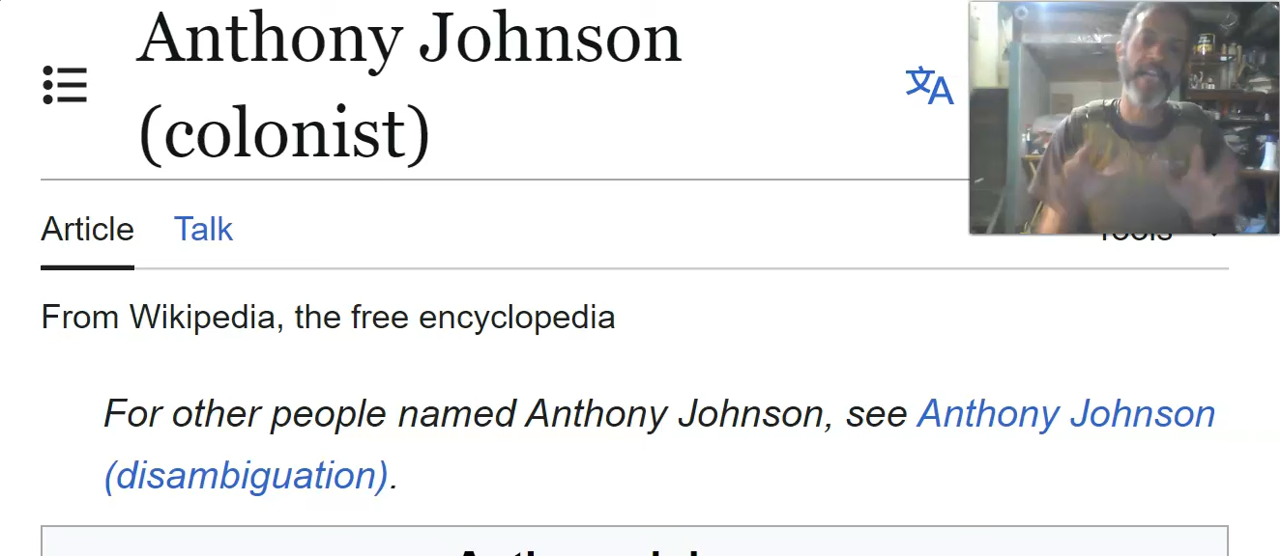 Anthony Johnson
(colonist)
Article Talk
Tools
From Wikipedia, the free encyclopedia
For other people named Anthony Johnson, see Anthony Johnson
(disambiguation).